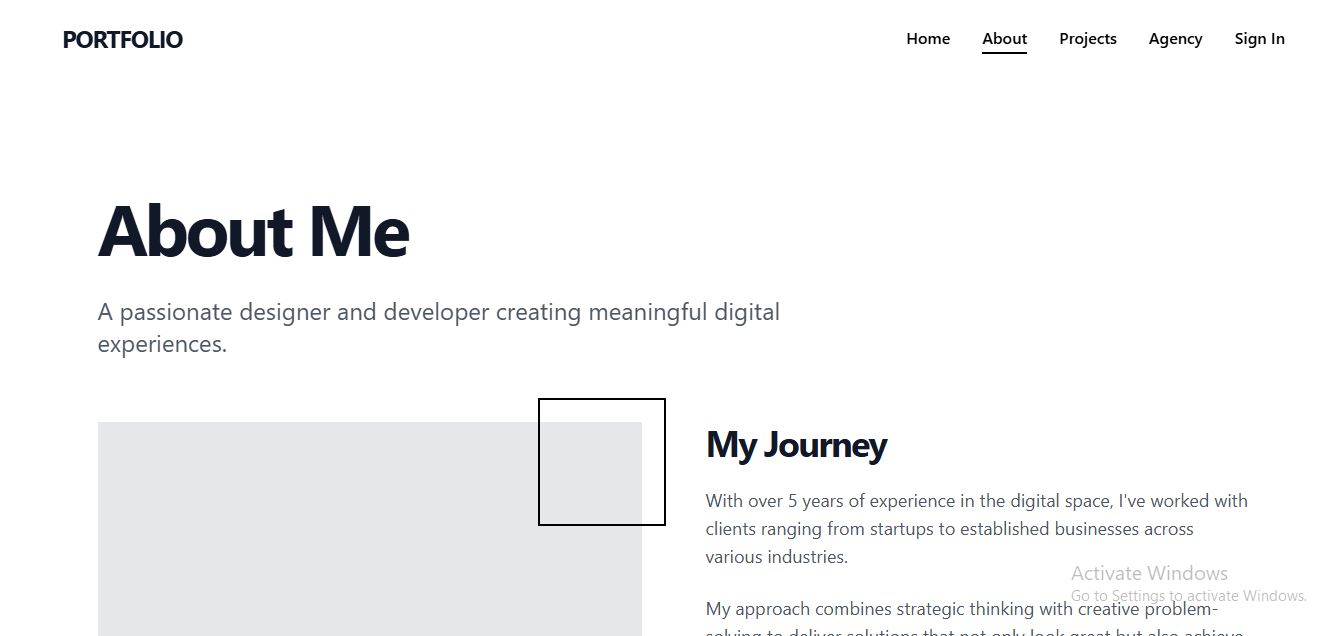 PORTFOLIO
Home About Projects Agency Sign In
About Me
A passionate designer and developer creating meaningful digital
experiences.
My Journey
With over 5 years of experience in the digital space, I've worked with
clients ranging from startups to established businesses across
various industries.
Activate Windows
Go to Settings to activate Windows.
My approach combines strategic thinking with creative problem-
solving to deliver solutions that not only look great but also achieve